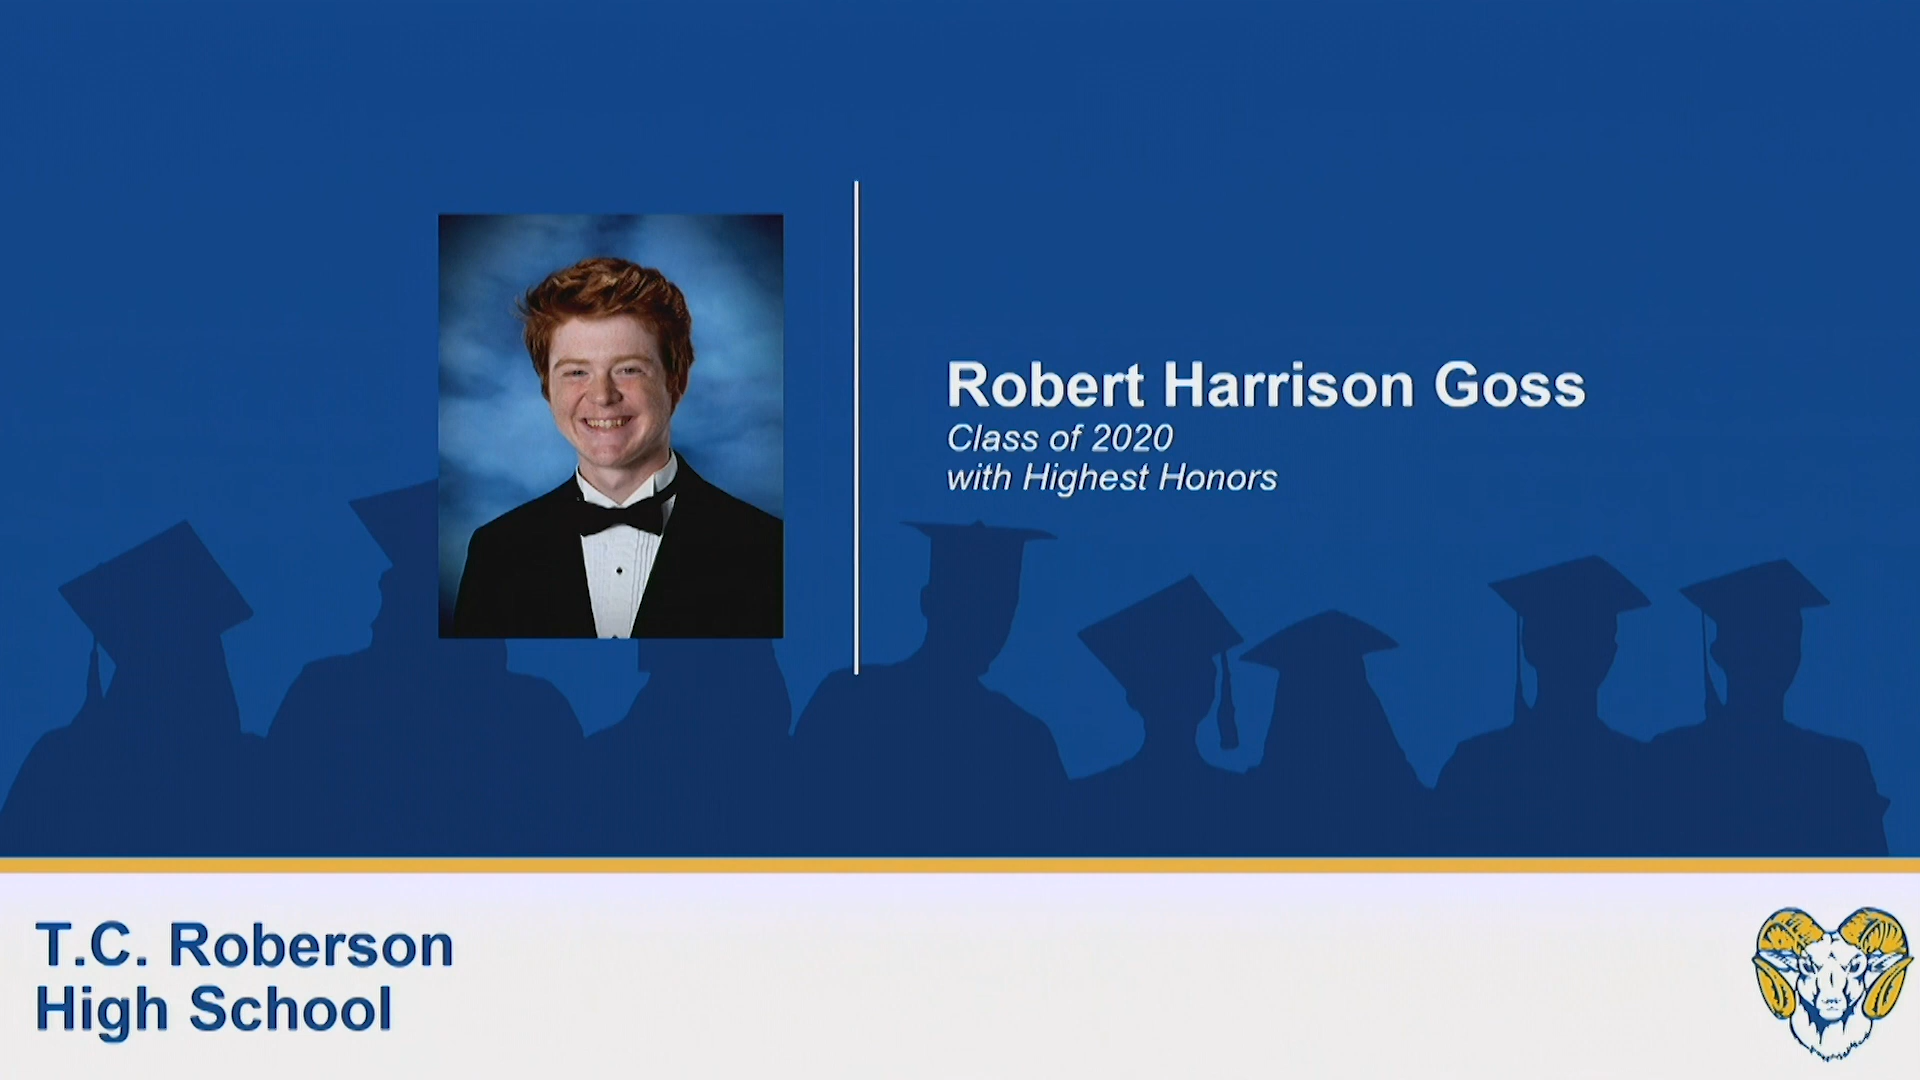 Robert Harrison Goss
Class of 2020
with Highest Honors
T.C. Roberson
High School